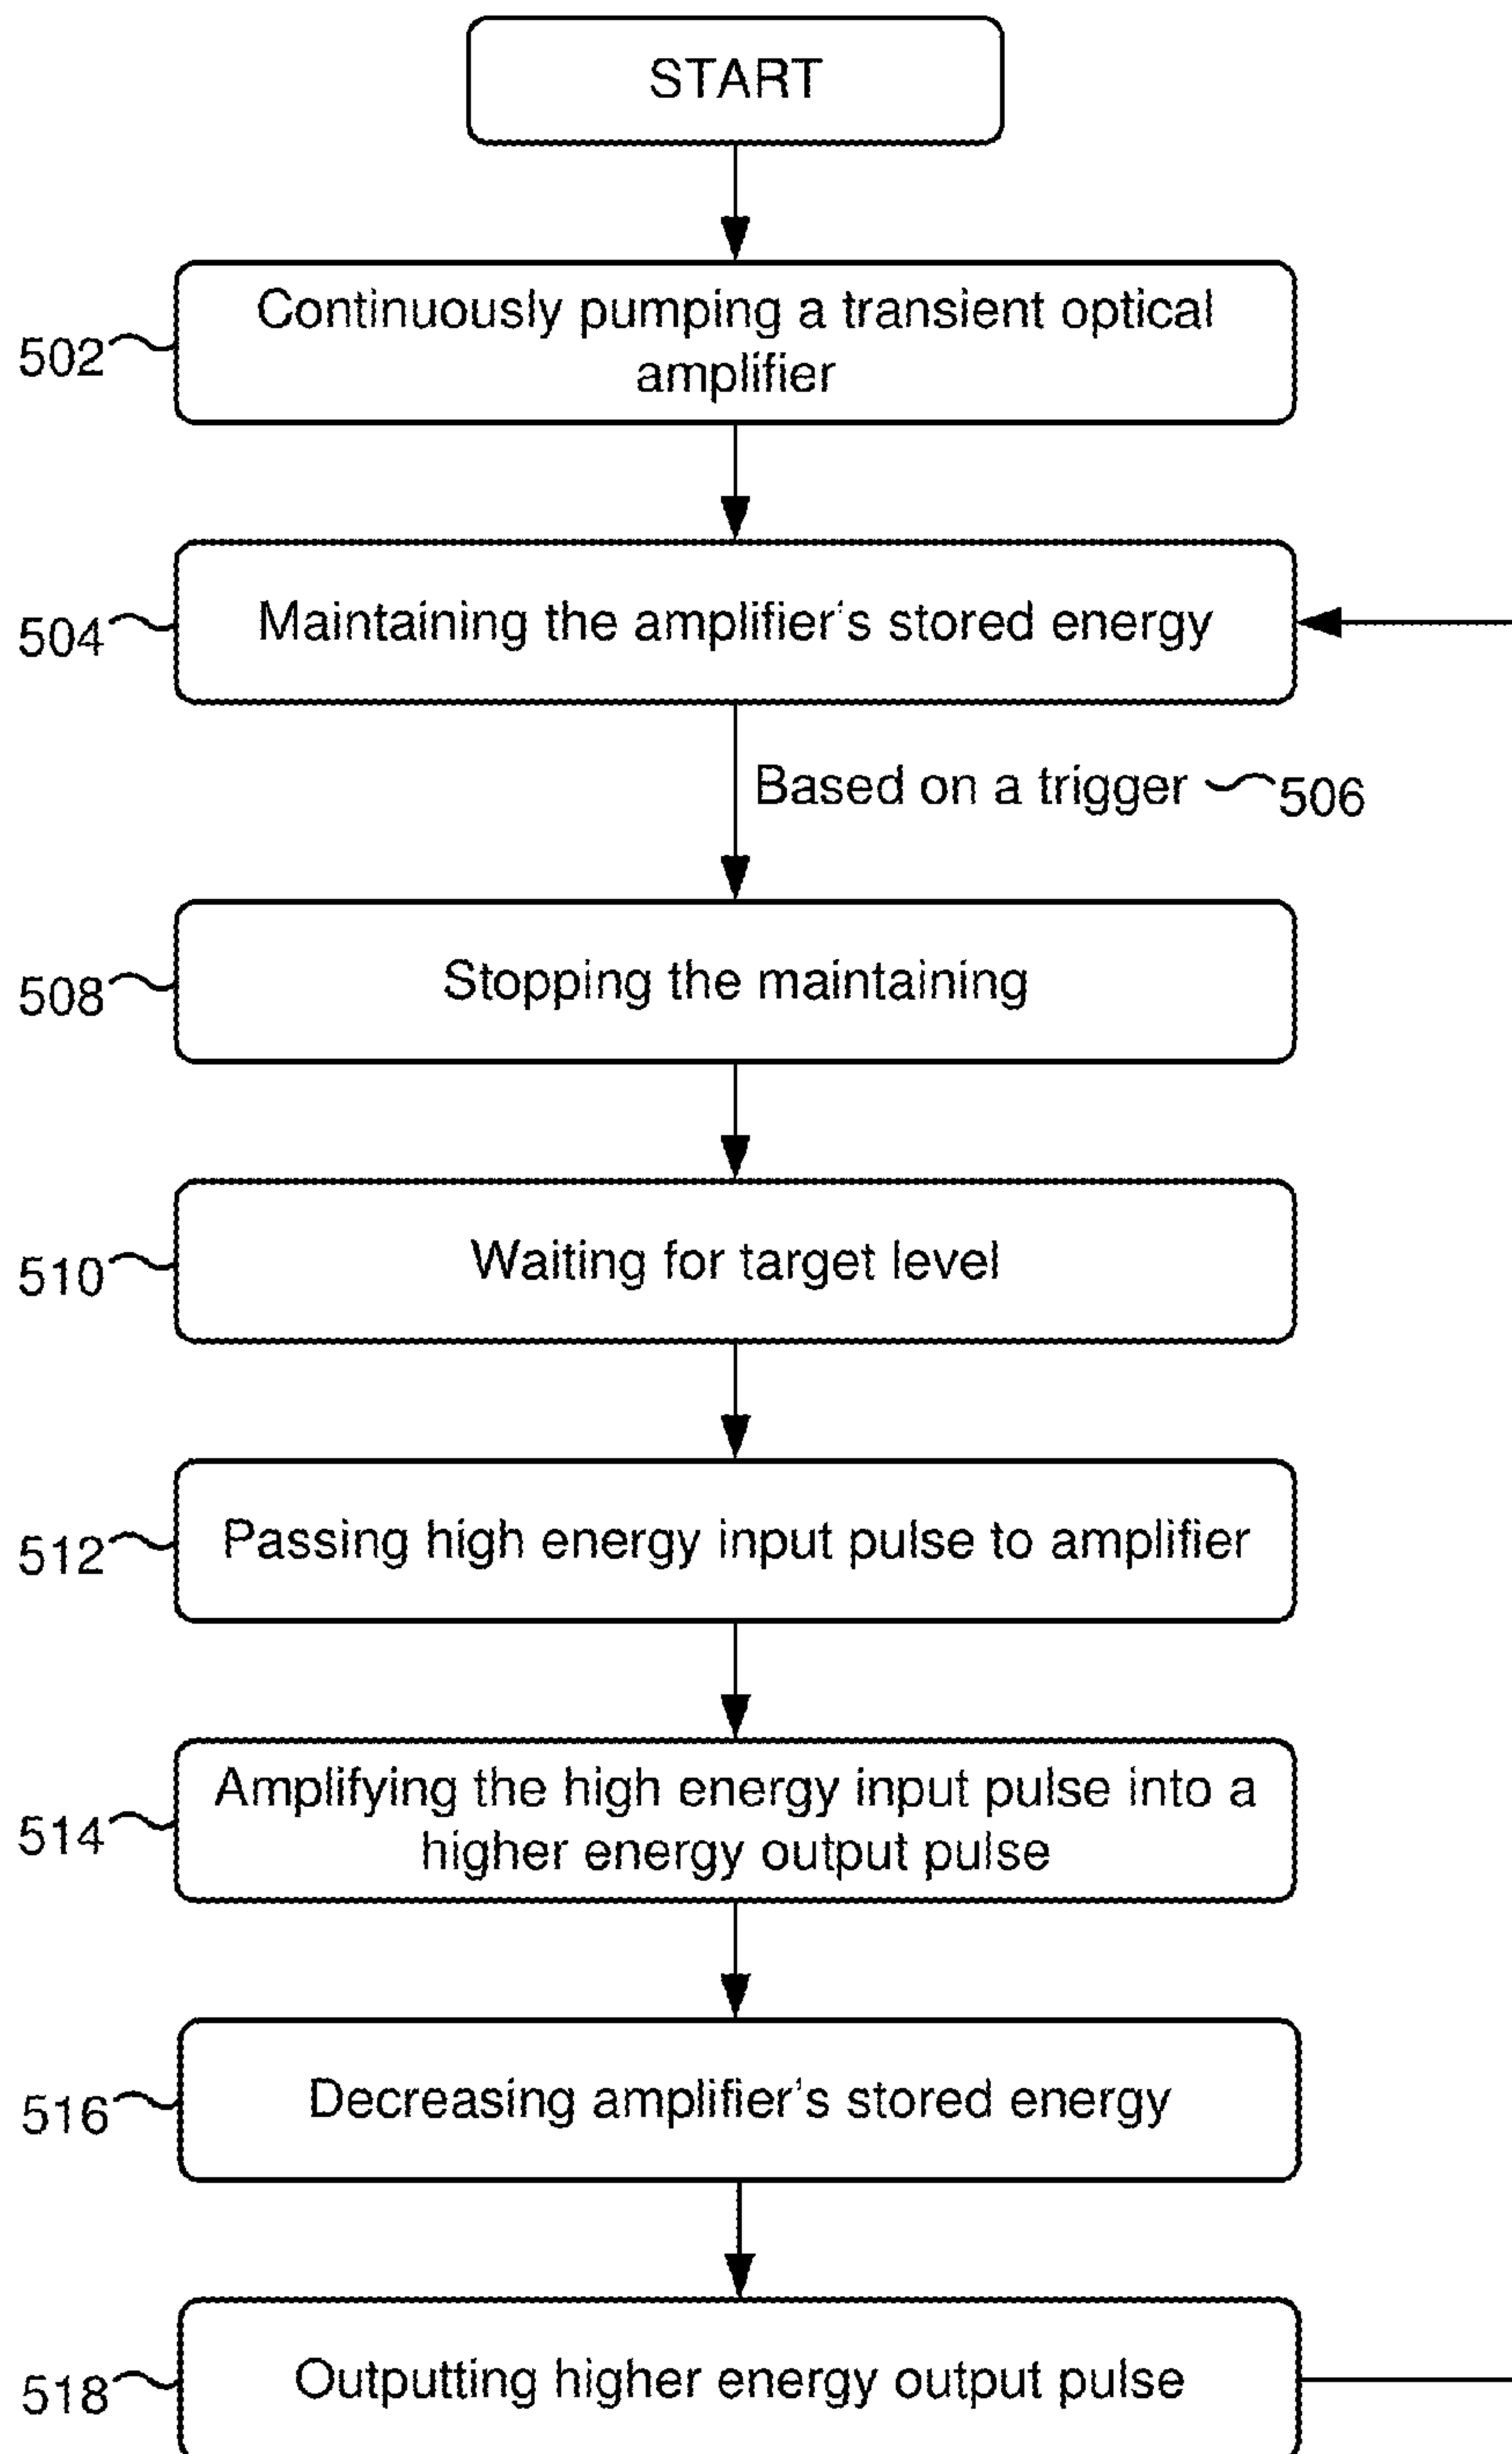 START
Continuously pumping a transient optical
amplifier
502
Maintaining the amplifier's stored energy
504
Based on a trigger 506
Stopping the maintaining
508
Waiting for target level
510
Passing high energy input pulse to amplifier
512
Amplifying the high energy input pulse into a
higher energy output pulse
514
Decreasing amplifier's stored energy
516
Outputting higher energy output pulse
518